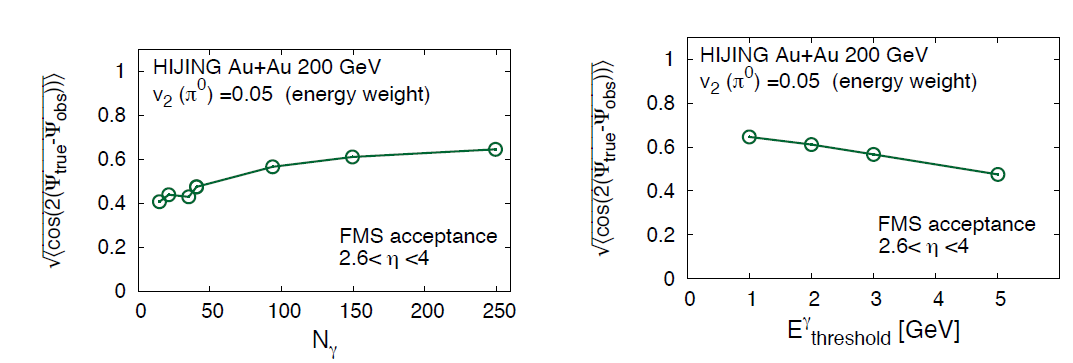 HIJING Au+Au 200 GeV
v₂ (π⁰) =0.05 (energy weight)
√⟨cos(2(Ψtrue-Ψobs))⟩
1
0.8
0.6
0.4
0.2
0
FMS acceptance
2.6< η <4
0 50 100 150 200 250
Nγ
HIJING Au+Au 200 GeV
v₂ (π⁰) =0.05 (energy weight)
√⟨cos(2(Ψtrue-Ψobs))⟩
1
0.8
0.6
0.4
0.2
0
FMS acceptance
2.6< η <4
0 1 2 3 4 5
Eγthreshold [GeV]